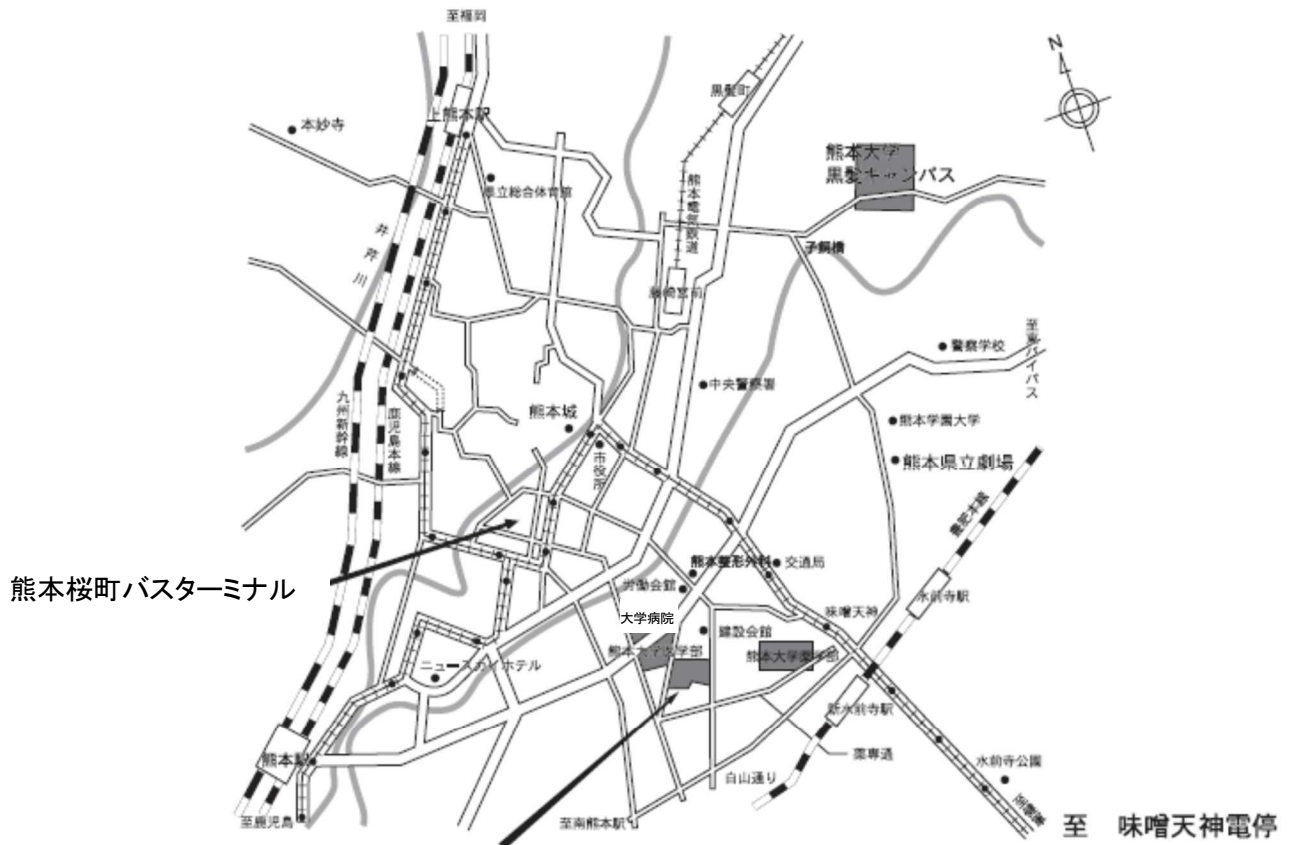 至福岡
N
黒髪町
上熊本駅
本妙寺
熊本大学
黒髪キャンパス
県立総合体育館
熊本電気鉄道
井芹川
子飼橋
藤崎宮前
至東バイパス
警察学校
中央警察署
九州新幹線
鹿児島本線
熊本城
熊本学園大学
市役所
熊本県立劇場
豊肥本線
熊本桜町バスターミナル
熊本整形外科
交通局
労働会館
水前寺駅
大学病院
味噌天神
建設会館
熊本大学医学部
熊本大学薬学部
ニュースカイホテル
新水前寺駅
熊本駅
薬専通
水前寺公園
白山通り
至鹿児島
至南熊本駅
至　味噌天神電停